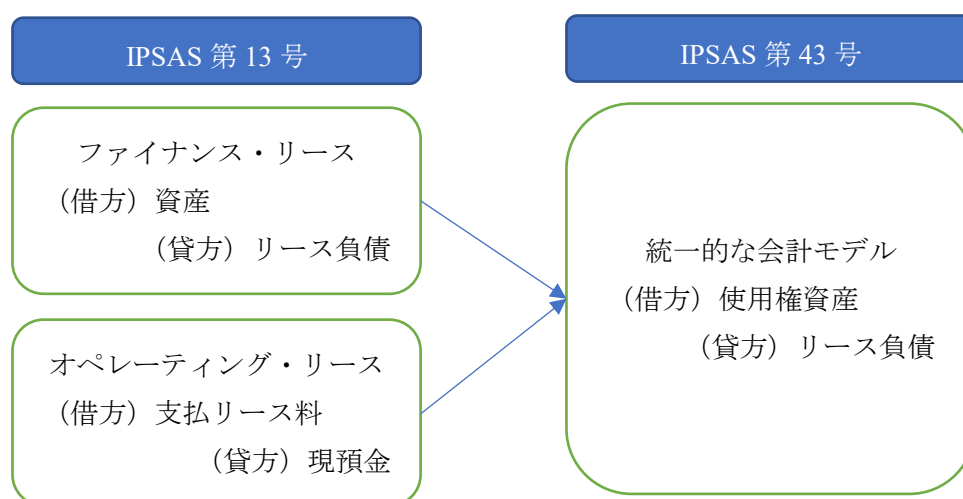 IPSAS 第 13 号
ファイナンス・リース
（借方）資産
（貸方）リース負債
オペレーティング・リース
（借方）支払リース料
（貸方）現預金
IPSAS 第 43 号
統一的な会計モデル
（借方）使用権資産
（貸方）リース負債